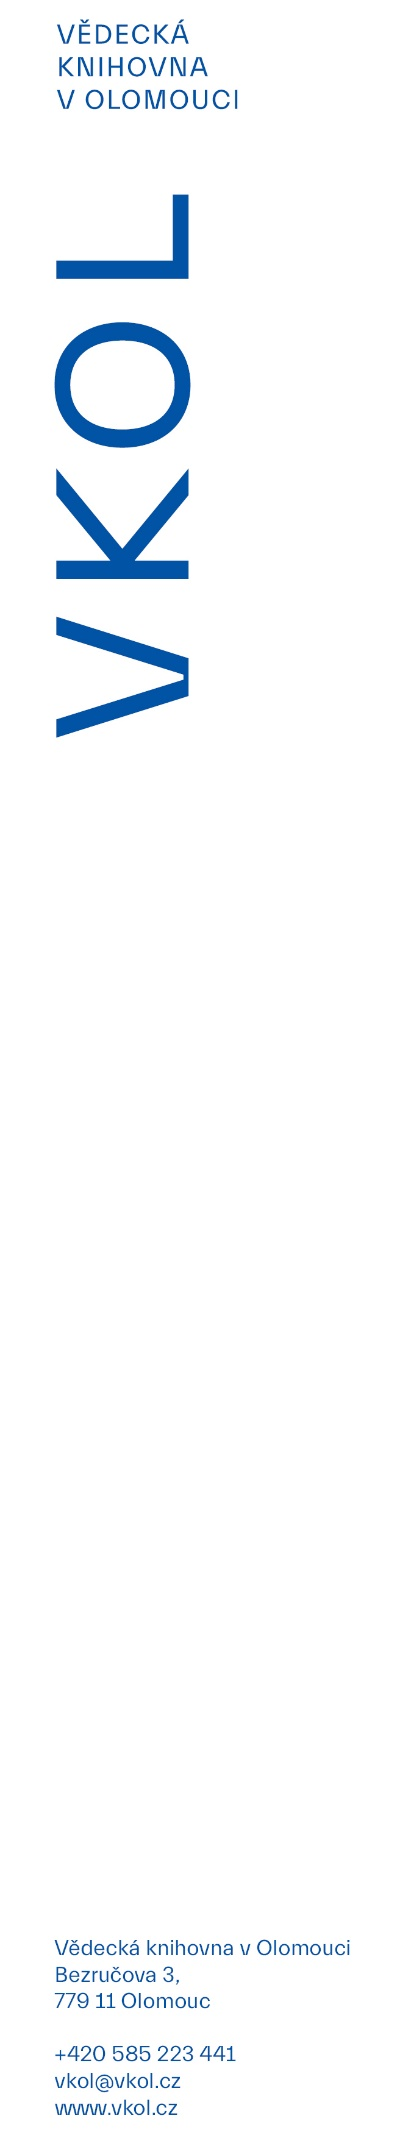 VĚDECKÁ
KNIHOVNA
V OLOMOUCI
VKOL
Vědecká knihovna v Olomouci
Bezručova 3,
779 11 Olomouc
+420 585 223 441
vkol@vkol.cz
www.vkol.cz